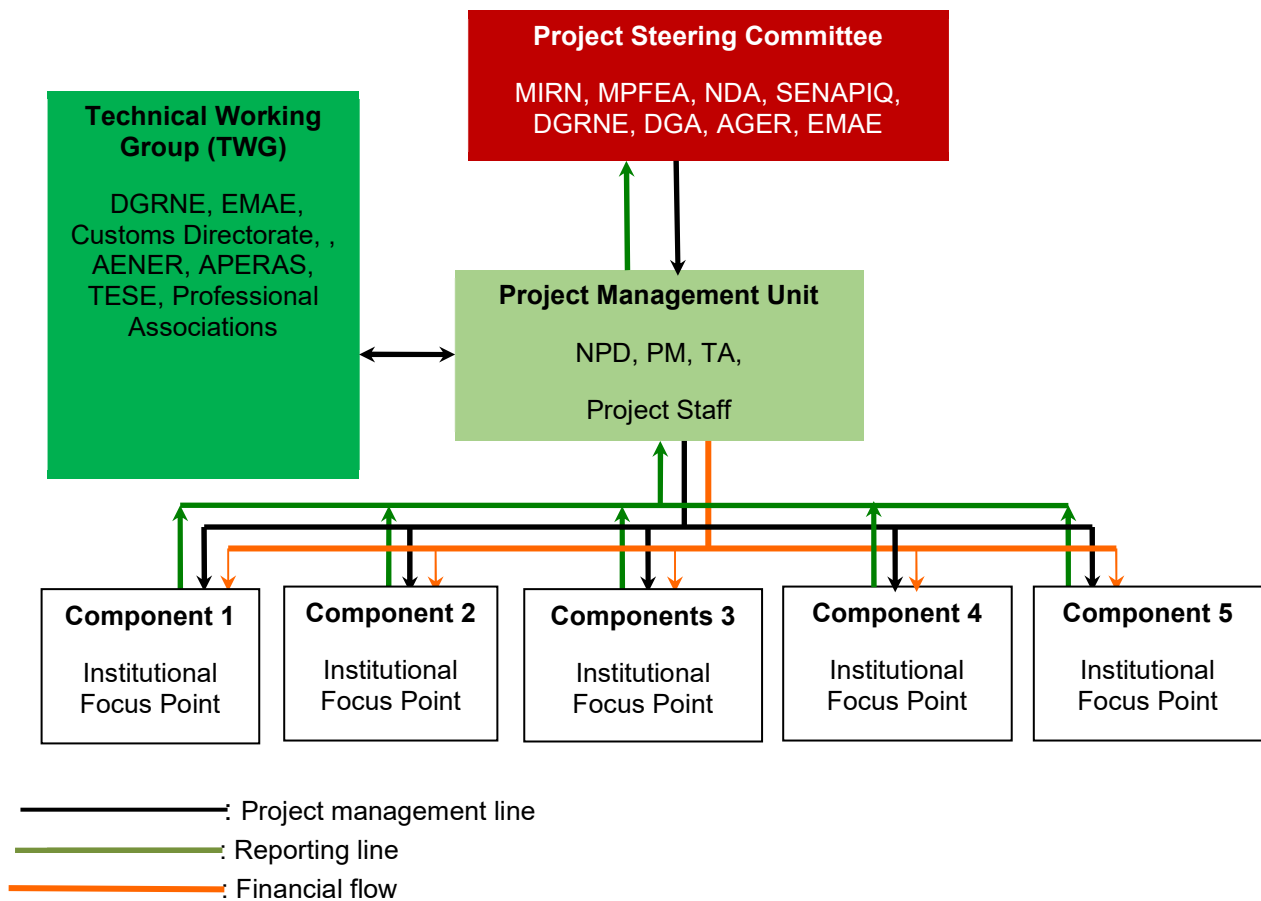 Project Steering Committee
MIRN, MPFEA, NDA, SENAPIQ,
DGRNE, DGA, AGER, EMAE
Technical Working
Group (TWG)
DGRNE, EMAE,
Customs Directorate, ,
AENER, APERAS,
TESE, Professional
Associations
Project Management Unit
NPD, PM, TA,
Project Staff
Component 1
Institutional
Focus Point
Component 2
Institutional
Focus Point
Components 3
Institutional
Focus Point
Component 4
Institutional
Focus Point
Component 5
Institutional
Focus Point
: Project management line
: Reporting line
: Financial flow